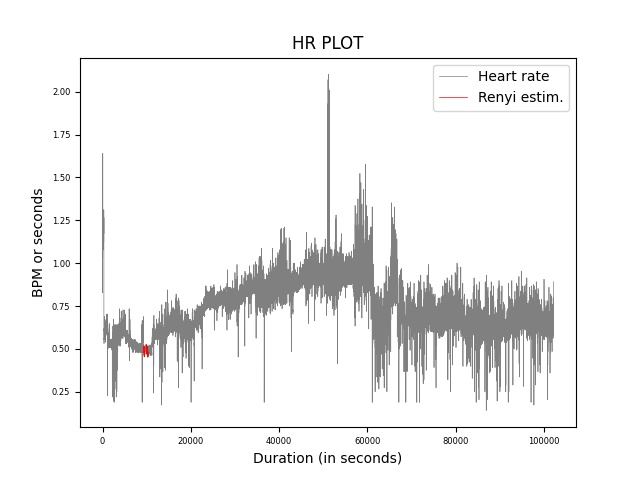 HR PLOT
Heart rate
Renyi estim.
BPM or seconds
2.00
1.75
1.50
1.25
1.00
0.75
0.50
0.25
0
20000
40000
60000
80000
100000
Duration (in seconds)